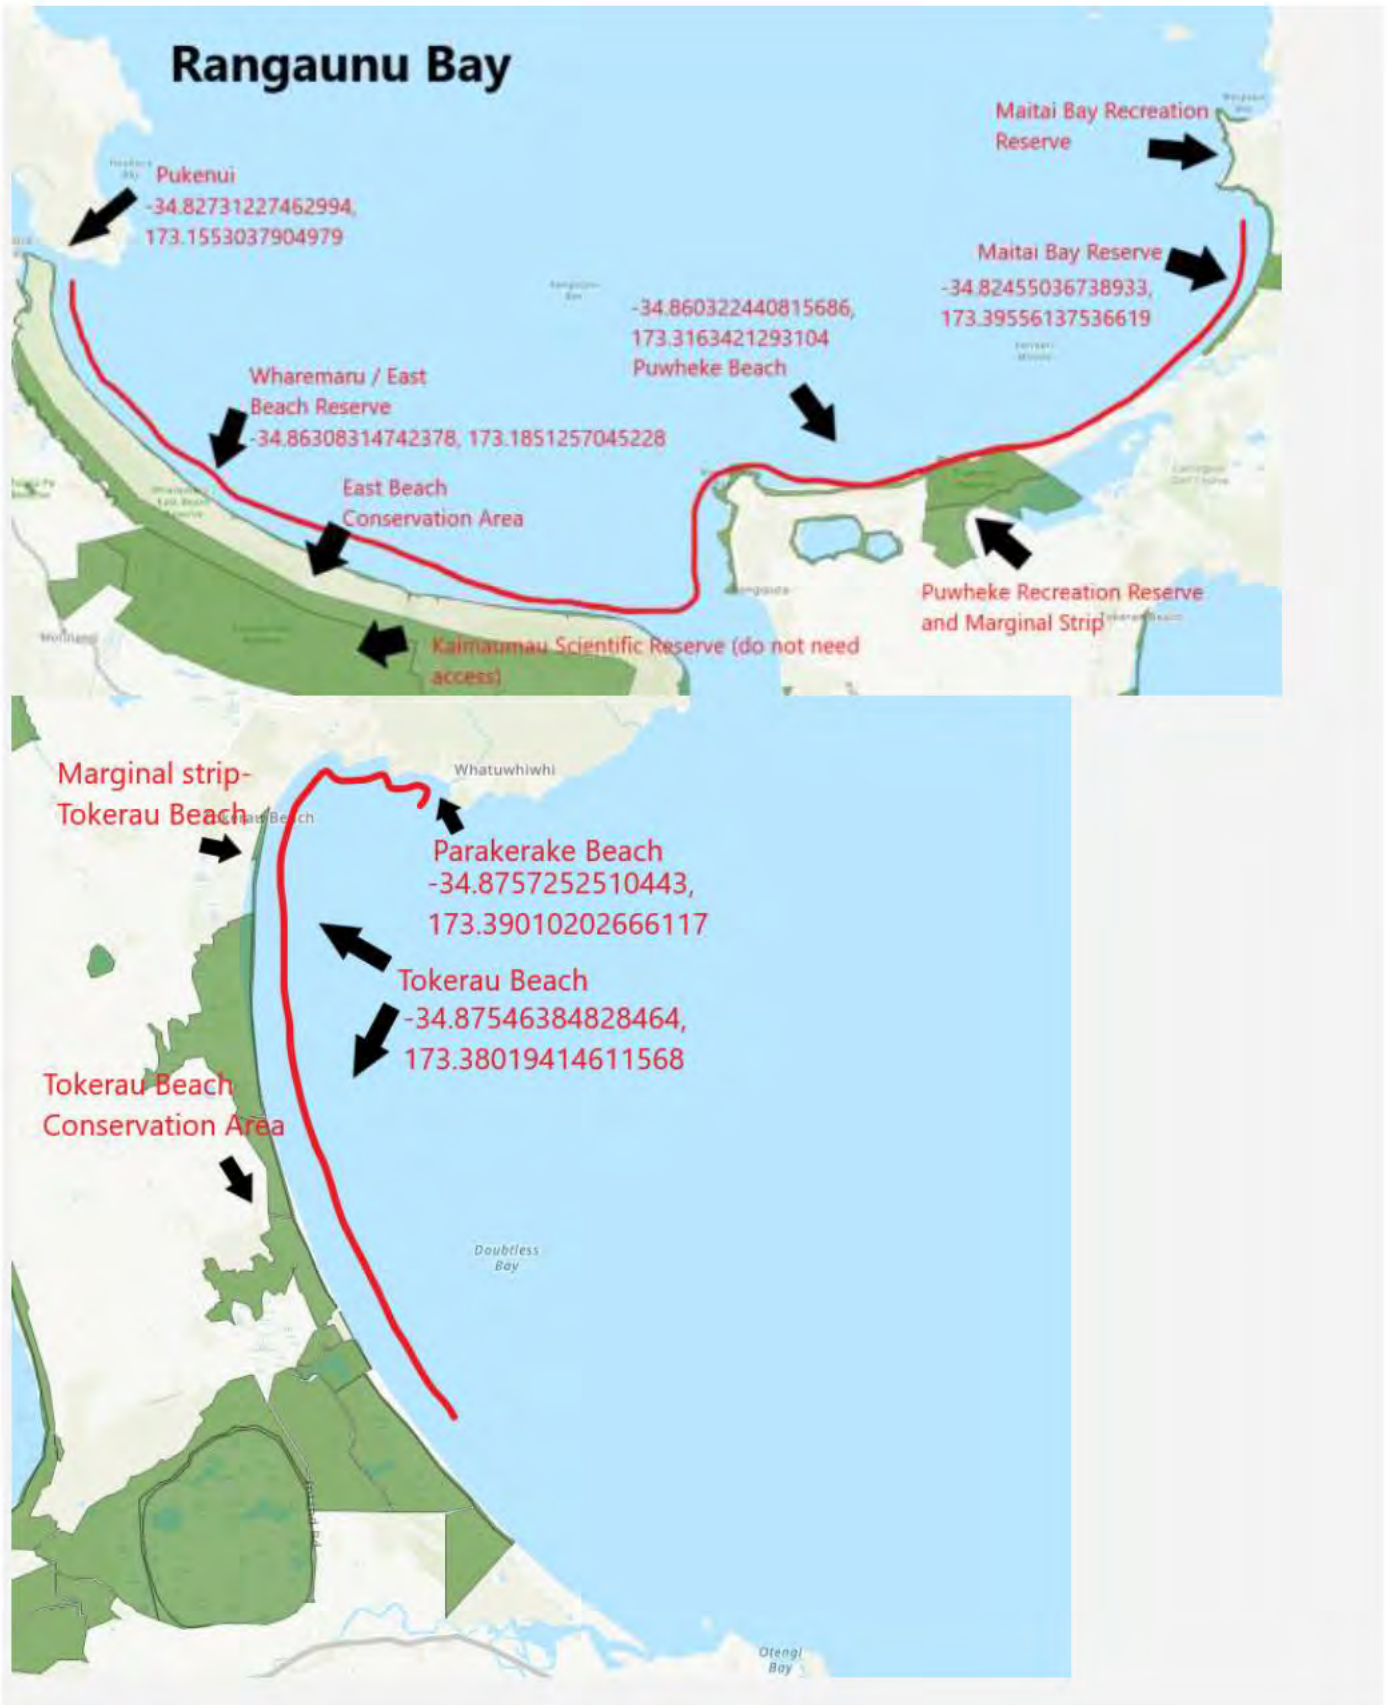 Rangaunu Bay
Maitai Bay Recreation
Reserve
Pukenui
-34.82731227462994,
173.1553037904979
Maitai Bay Reserve
-34.82455036738933,
173.39556137536619
-34.860322440815686,
173.3163421293104
Puwheke Beach
Wharemaru / East
Beach Reserve
-34.86308314742378, 173.1851257045228
East Beach
Conservation Area
Puwheke Recreation Reserve
and Marginal Strip
Kaimaumau Scientific Reserve (do not need
access)
Marginal strip-
Tokerau Beach
Tokerau Beach
Whatuwhiwhi
Parakerake Beach
-34.8757252510443,
173.39010202666117
Tokerau Beach
-34.87546384828464,
173.38019414611568
Tokerau Beach
Conservation Area
Doubtless
Bay
Otengi
Bay